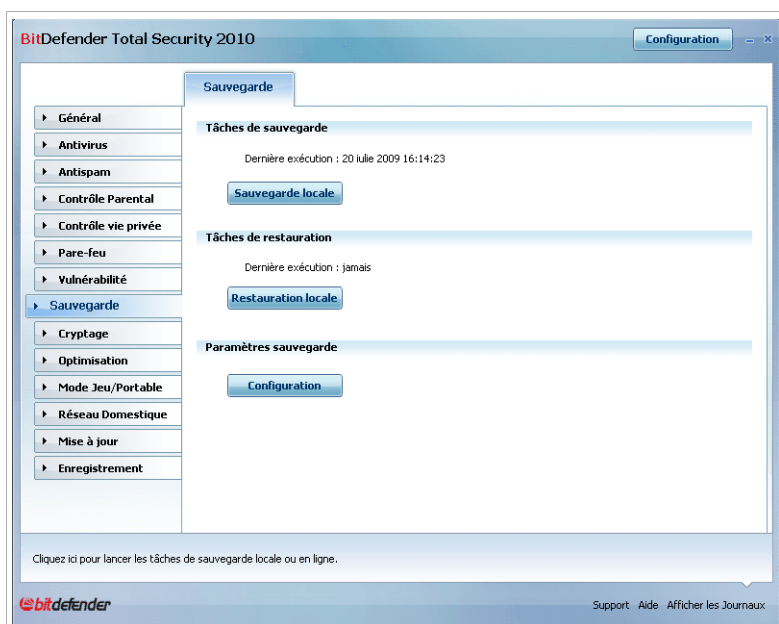 BitDefender Total Security 2010
Configuration
Sauvegarde
Général
Antivirus
Antispam
Contrôle Parental
Contrôle vie privée
Pare-feu
Vulnérabilité
Sauvegarde
Cryptage
Optimisation
Mode Jeu/Portable
Réseau Domestique
Mise à jour
Enregistrement
Tâches de sauvegarde
Dernière exécution : 20 iulie 2009 16:14:23
Sauvegarde locale
Tâches de restauration
Dernière exécution : jamais
Restauration locale
Paramètres sauvegarde
Configuration
Cliquez ici pour lancer les tâches de sauvegarde locale ou en ligne.
bitdefender
Support Aide Afficher les Journaux